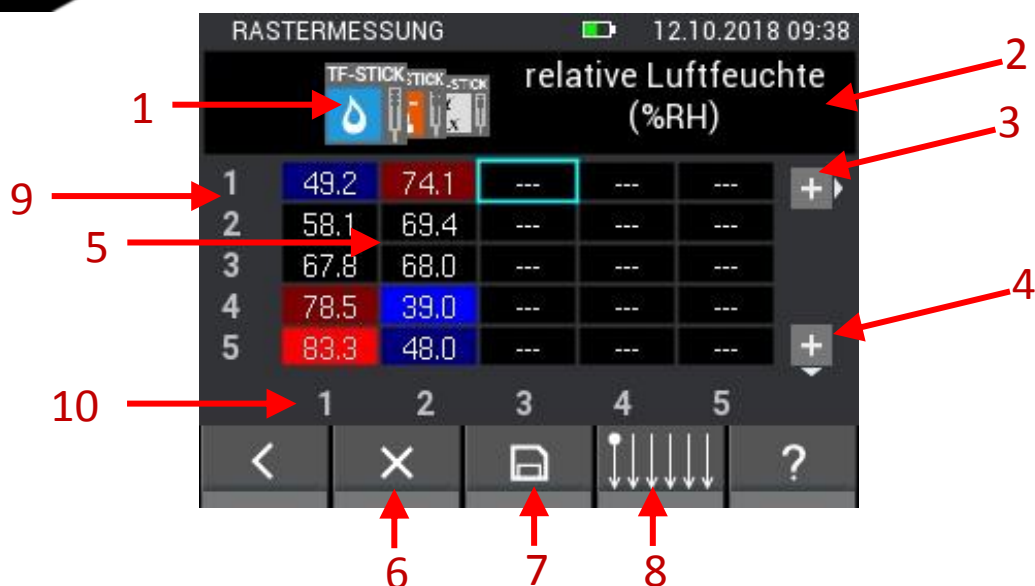 RASTERMESSUNG 12.10.2018 09:38
TF-STICK STICK -STICK
relative Luftfeuchte
(%RH)
x
1
2
3
4
5
6
7
8
9
10
1 49.2 74.1 --- --- --- +
2 58.1 69.4 --- --- ---
3 67.8 68.0 --- --- ---
4 78.5 39.0 --- --- ---
5 83.3 48.0 --- --- --- +
1 2 3 4 5
?